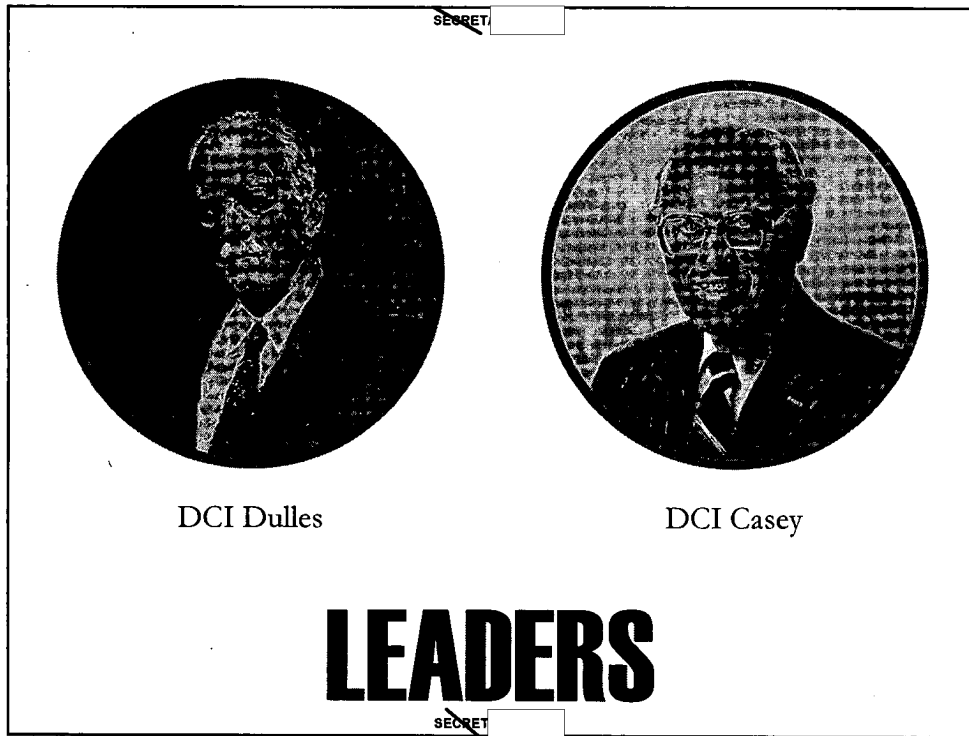 SECRET/
DCI Dulles
DCI Casey
LEADERS
SECRET